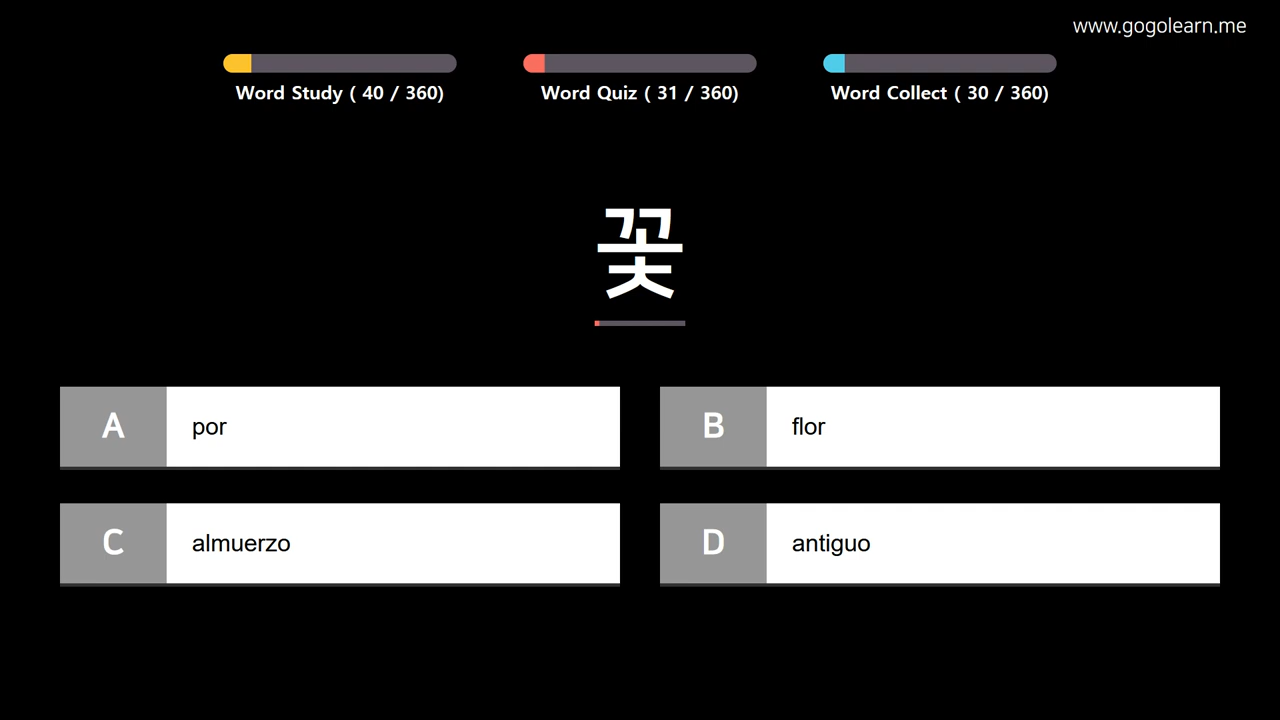 www.gogolearn.me
Word Study ( 40 / 360)
Word Quiz ( 31 / 360)
Word Collect ( 30 / 360)
꽃
A por
B flor
C almuerzo
D antiguo